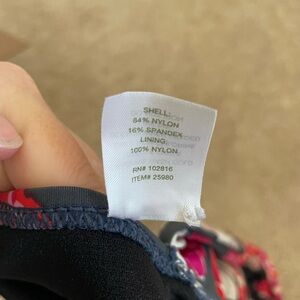 SHELL:
84% NYLON
16% SPANDEX
LINING:
100% NYLON
RN# 102816
ITEM# 25980